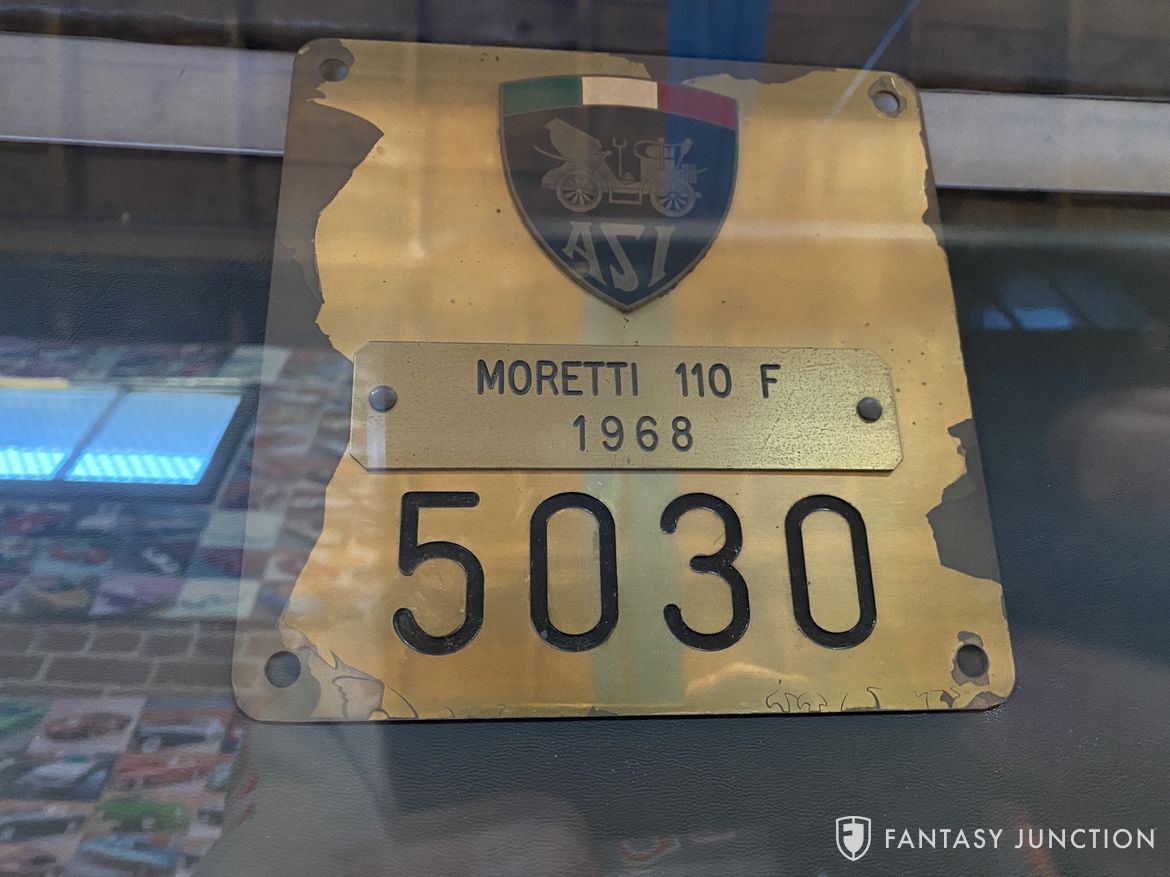 ASI
MORETTI 110 F
1968
5030
FANTASY JUNCTION